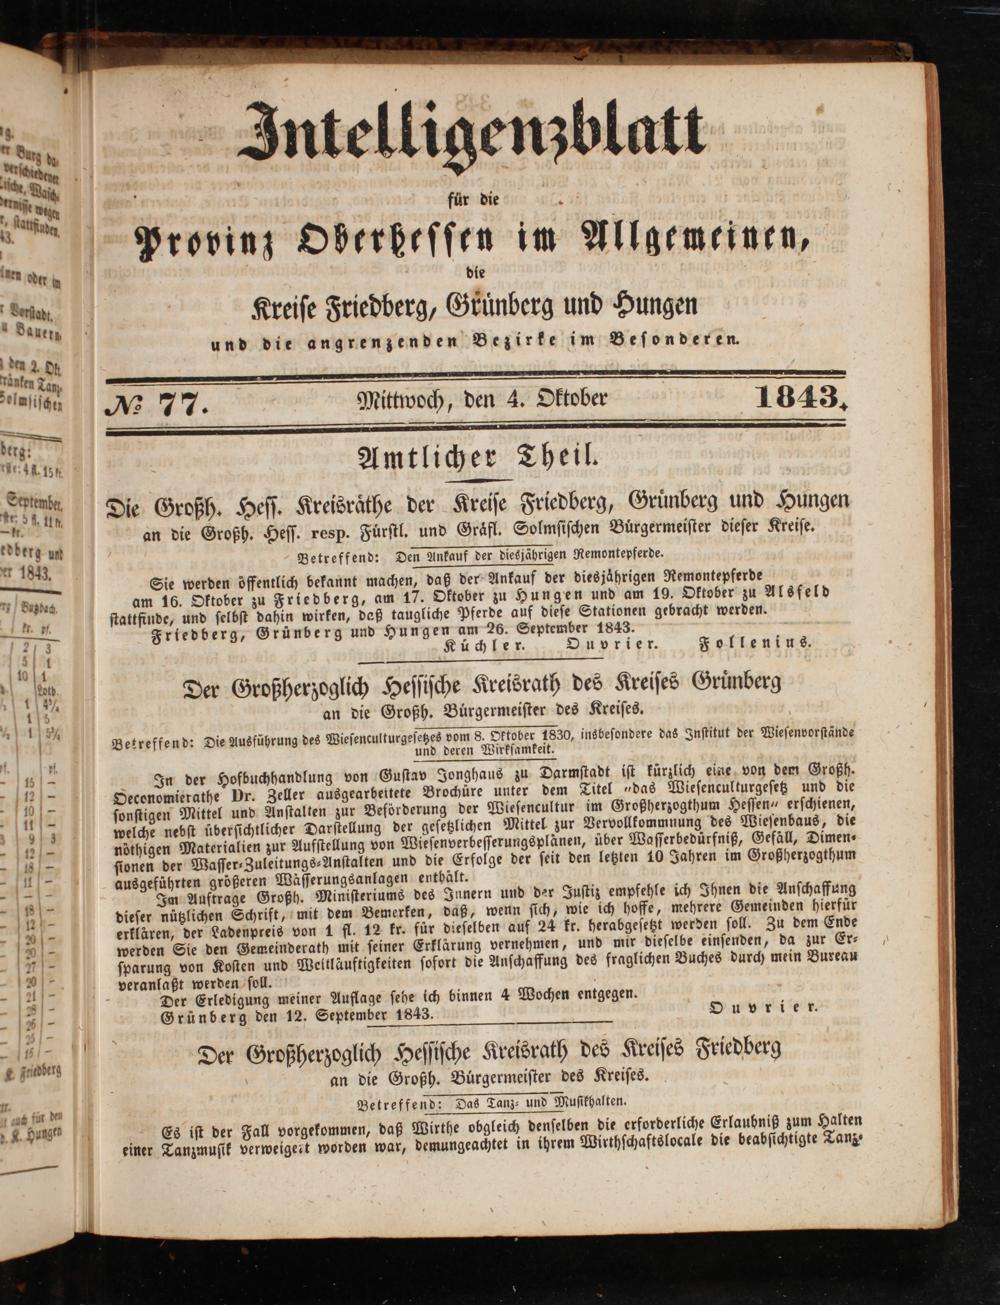 Intelligenzblatt
für die
Provinz Oberhessen im Allgemeinen,
die
Kreise Friedberg, Grünberg und Hungen
und die angrenzenden Bezirke im Besonderen.
№ 77. Mittwoch, den 4. Oktober 1843.
Amtlicher Theil.
Die Großh. Hess. Kreisräthe der Kreise Friedberg, Grünberg und Hungen
an die Großh. Hess. resp. Fürstl. und Gräfl. Solmsischen Bürgermeister dieser Kreise.
Betreffend: Den Ankauf der diesjährigen Remontepferde.
Sie werden öffentlich bekannt machen, daß der Ankauf der diesjährigen Remontepferde
am 16. Oktober zu Friedberg, am 17. Oktober zu Hungen und am 19. Oktober zu Alsfeld
stattfinde, und selbst dahin wirken, daß taugliche Pferde auf diese Stationen gebracht werden.
Friedberg, Grünberg und Hungen am 26. September 1843.
Küchler. Ouvrier. Follenius.
Der Großherzoglich Hessische Kreisrath des Kreises Grünberg
an die Großh. Bürgermeister des Kreises.
Betreffend: Die Ausführung des Wiesenculturgesetzes vom 8. Oktober 1830, insbesondere das Institut der Wiesenvorstände
und deren Wirksamkeit.
In der Hofbuchhandlung von Gustav Jonghaus zu Darmstadt ist kürzlich eine von dem Großh.
Oeconomierathe Dr. Zeller ausgearbeitete Brochüre unter dem Titel „das Wiesenculturgesetz und die
sonstigen Mittel und Anstalten zur Beförderung der Wiesencultur im Großherzogthum Hessen“ erschienen,
welche nebst übersichtlicher Darstellung der gesetzlichen Mittel zur Vervollkommnung des Wiesenbaus, die
nöthigen Materialien zur Aufstellung von Wiesenverbesserungsplänen, über Wasserbedürfniß, Gefäll, Dimen-
sionen der Wasser-Zuleitungs-Anstalten und die Erfolge der seit den letzten 10 Jahren im Großherzogthum
ausgeführten größeren Wässerungsanlagen enthält.
Im Auftrage Großh. Ministeriums des Innern und der Justiz empfehle ich Ihnen die Anschaffung
dieser nützlichen Schrift, mit dem Bemerken, daß, wenn sich, wie ich hoffe, mehrere Gemeinden hierfür
erklären, der Ladenpreis von 1 fl. 12 kr. für dieselben auf 24 kr. herabgesetzt werden soll. Zu dem Ende
werden Sie den Gemeinderath mit seiner Erklärung vernehmen, und mir dieselbe einsenden, da zur Er-
sparung von Kosten und Weitläuftigkeiten sofort die Anschaffung des fraglichen Buches durch mein Bureau
veranlaßt werden soll.
Der Erledigung meiner Auflage sehe ich binnen 4 Wochen entgegen.
Grünberg den 12. September 1843. Ouvrier.
Der Großherzoglich Hessische Kreisrath des Kreises Friedberg
an die Großh. Bürgermeister des Kreises.
Betreffend: Das Tanz- und Musikhalten.
Es ist der Fall vorgekommen, daß Wirthe obgleich denselben die erforderliche Erlaubniß zum Halten
einer Tanzmusik verweigert worden war, demungeachtet in ihrem Wirthschaftslocale die beabsichtigte Tanz-